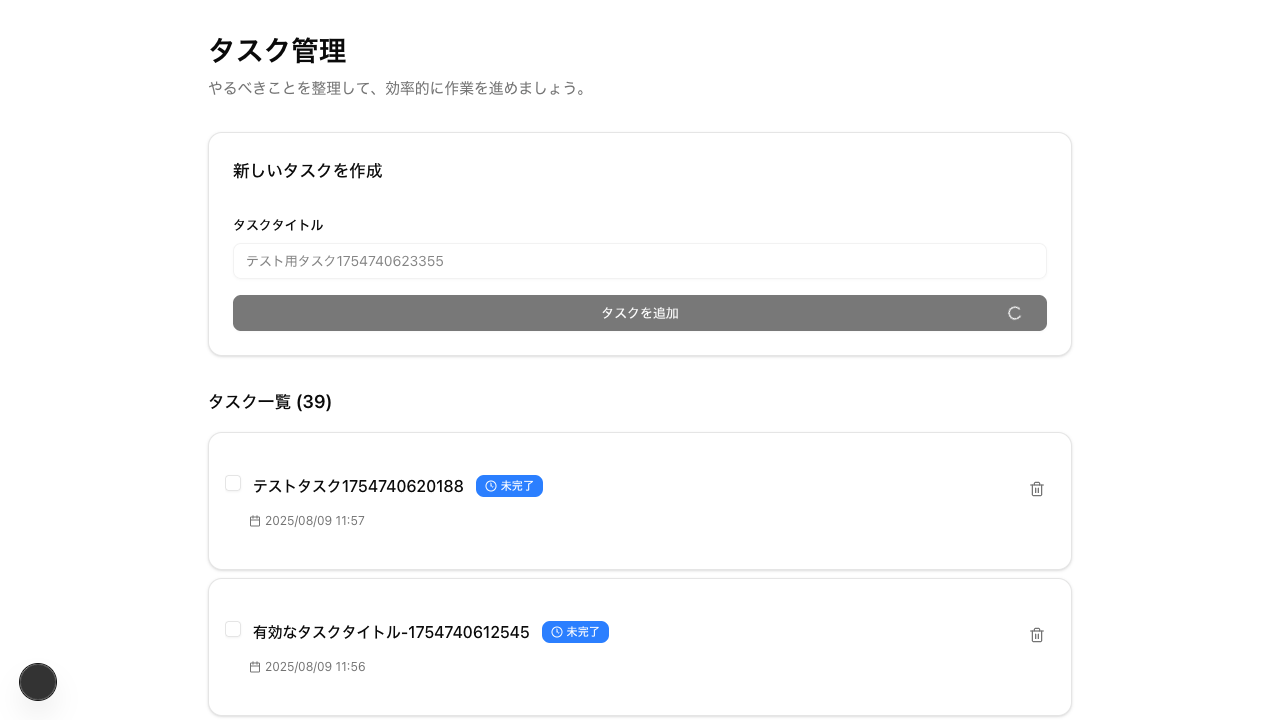 タスク管理
やるべきことを整理して、効率的に作業を進めましょう。
新しいタスクを作成
タスクタイトル
テスト用タスク1754740623355
タスクを追加
タスク一覧 (39)
テストタスク1754740620188 未完了
2025/08/09 11:57
有効なタスクタイトル-1754740612545 未完了
2025/08/09 11:56